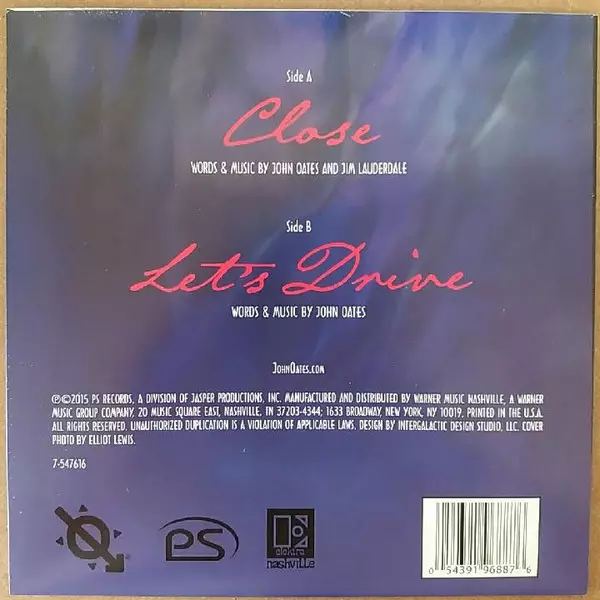 Side A
Close
WORDS & MUSIC BY JOHN OATES AND JIM LAUDERDALE
Side B
Let's Drive
WORDS & MUSIC BY JOHN OATES
JOHNOATES.COM
Ⓟ©2015 PS RECORDS, A DIVISION OF JASPER PRODUCTIONS, INC. MANUFACTURED AND DISTRIBUTED BY WARNER MUSIC NASHVILLE, A WARNER
MUSIC GROUP COMPANY, 20 MUSIC SQUARE EAST, NASHVILLE, TN 37203-4344; 1633 BROADWAY, NEW YORK, NY 10019. PRINTED IN THE U.S.A.
ALL RIGHTS RESERVED. UNAUTHORIZED DUPLICATION IS A VIOLATION OF APPLICABLE LAWS. DESIGN BY INTERGALACTIC DESIGN STUDIO, LLC. COVER
PHOTO BY ELLIOT LEWIS.
7-547616
PS
elektra
nashville
0 54391 96887 6